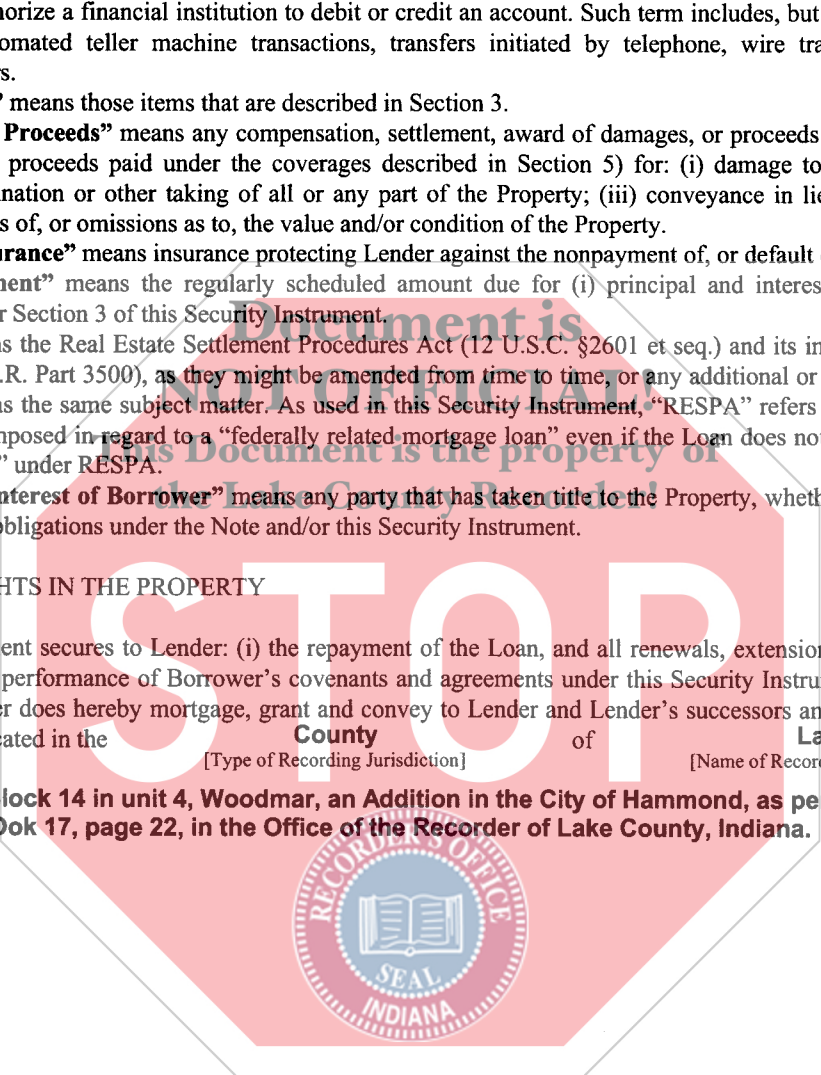 orize a financial institution to debit or credit an account. Such term includes, but
omated teller machine transactions, transfers initiated by telephone, wire tra
s.
” means those items that are described in Section 3.
Proceeds” means any compensation, settlement, award of damages, or proceeds
proceeds paid under the coverages described in Section 5) for: (i) damage to
nation or other taking of all or any part of the Property; (iii) conveyance in lie
s of, or omissions as to, the value and/or condition of the Property.
urance” means insurance protecting Lender against the nonpayment of, or default
ment” means the regularly scheduled amount due for (i) principal and interes
r Section 3 of this Security Instrument.
Document is
ns the Real Estate Settlement Procedures Act (12 U.S.C. §2601 et seq.) and its in
.R. Part 3500), as they might be amended from time to time, or any additional or
NOT OFFICIAL!
ns the same subject matter. As used in this Security Instrument, “RESPA” refers
mposed in regard to a “federally related mortgage loan” even if the Loan does no
This Document is the property of
” under RESPA.
nterest of Borrower” means any party that has taken title to the Property, wheth
the Lake County Recorder!
obligations under the Note and/or this Security Instrument.
HTS IN THE PROPERTY
STOP
ent secures to Lender: (i) the repayment of the Loan, and all renewals, extension
performance of Borrower’s covenants and agreements under this Security Instru
r does hereby mortgage, grant and convey to Lender and Lender’s successors an
cated in the County of La
[Type of Recording Jurisdiction] [Name of Record
lock 14 in unit 4, Woodmar, an Addition in the City of Hammond, as pe
Ook 17, page 22, in the Office of the Recorder of Lake County, Indiana.
RECORDER'S OFFICE
SEAL
INDIANA